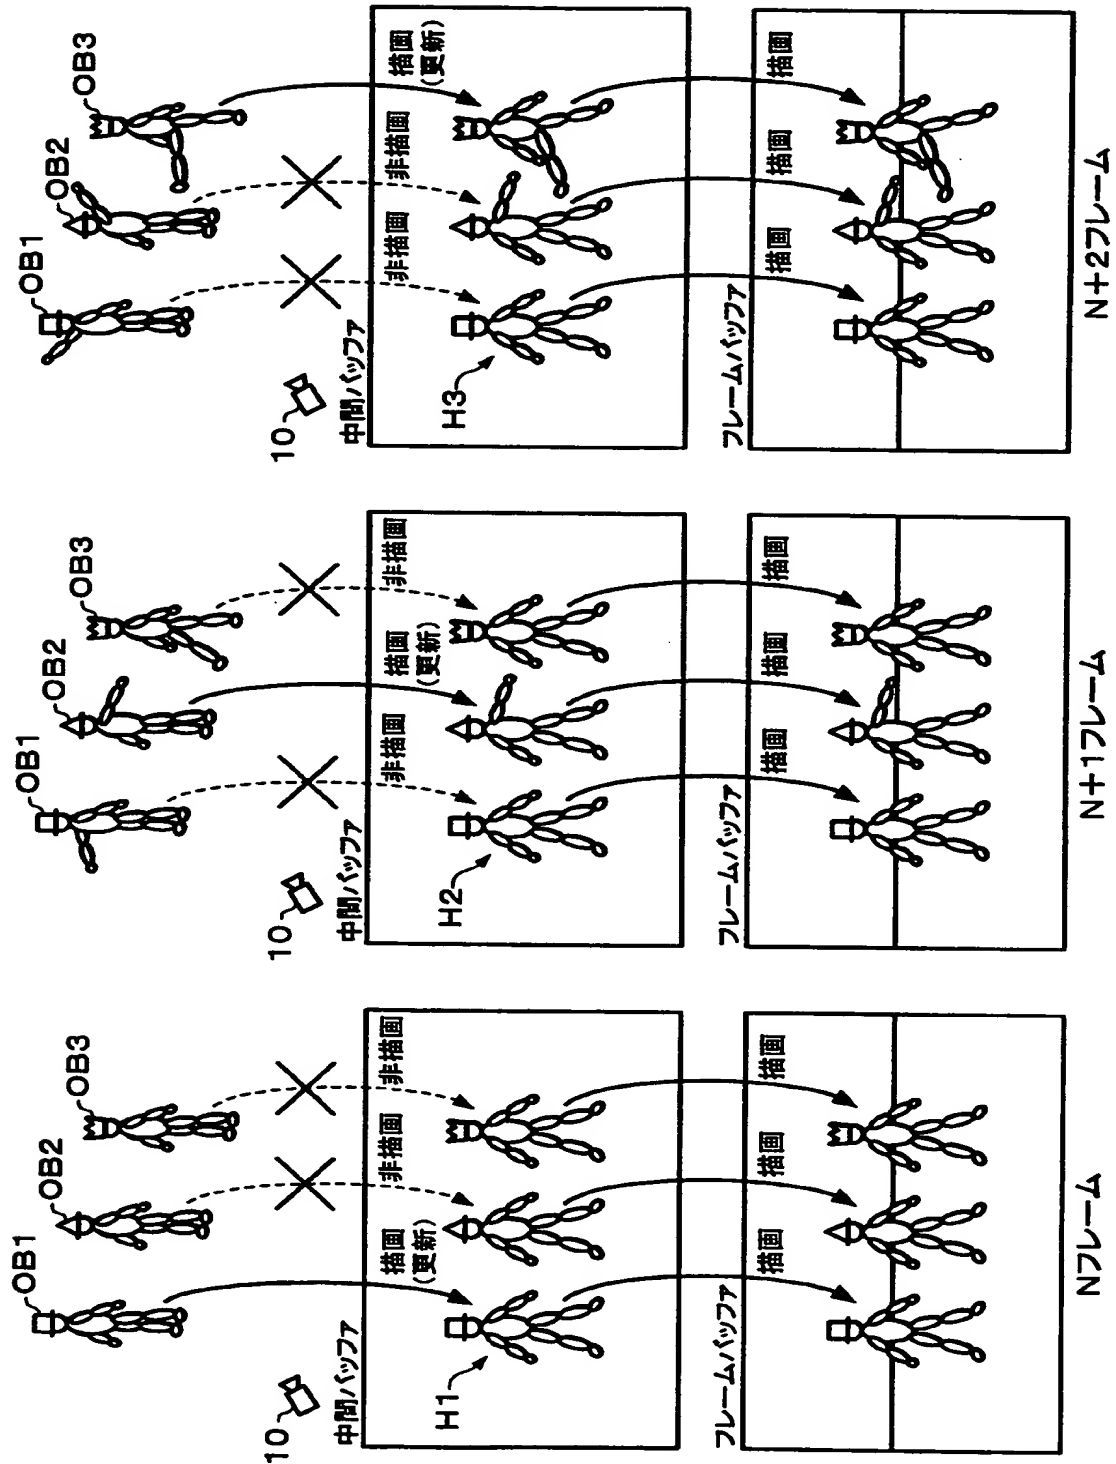 OB1
OB2
OB3
10
中間バッファ
描画
(更新)
非描画
非描画
H1
フレームバッファ
描画
描画
描画
Nフレーム
OB1
OB2
OB3
10
中間バッファ
非描画
描画
(更新)
非描画
H2
フレームバッファ
描画
描画
描画
N+1フレーム
OB1
OB2
OB3
10
中間バッファ
非描画
非描画
描画
(更新)
H3
フレームバッファ
描画
描画
描画
N+2フレーム